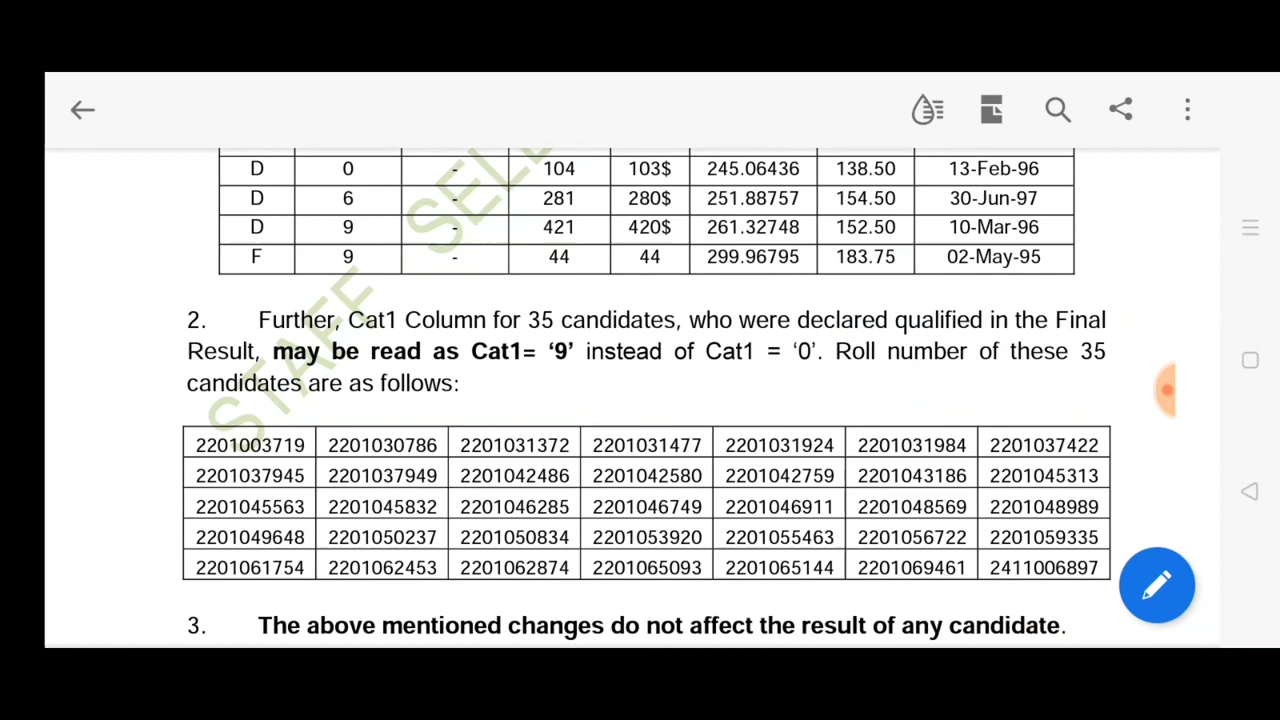 D 0 - 104 103$ 245.06436 138.50 13-Feb-96
D 6 - 281 280$ 251.88757 154.50 30-Jun-97
D 9 - 421 420$ 261.32748 152.50 10-Mar-96
F 9 - 44 44 299.96795 183.75 02-May-95
STAFF SELE
2. Further, Cat1 Column for 35 candidates, who were declared qualified in the Final
Result, may be read as Cat1= ‘9’ instead of Cat1 = ‘0’. Roll number of these 35
candidates are as follows:
2201003719 2201030786 2201031372 2201031477 2201031924 2201031984 2201037422
2201037945 2201037949 2201042486 2201042580 2201042759 2201043186 2201045313
2201045563 2201045832 2201046285 2201046749 2201046911 2201048569 2201048989
2201049648 2201050237 2201050834 2201053920 2201055463 2201056722 2201059335
2201061754 2201062453 2201062874 2201065093 2201065144 2201069461 2411006897
3. The above mentioned changes do not affect the result of any candidate.